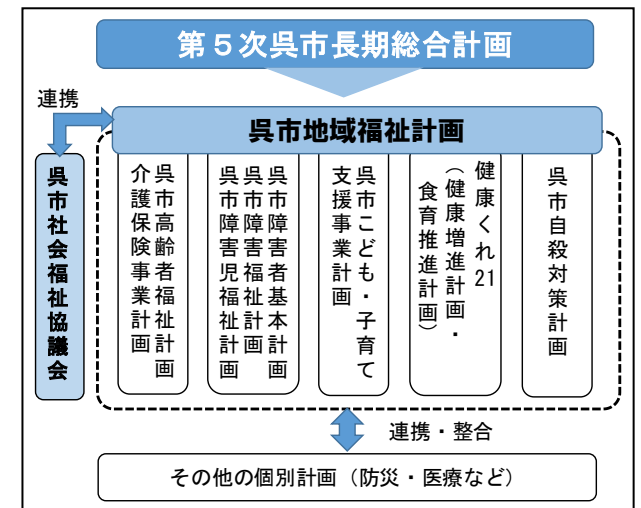 第５次呉市長期総合計画
連携
呉市地域福祉計画
呉市社会福祉協議会
呉市高齢者福祉計画
介護保険事業計画
呉市障害者基本計画
呉市障害福祉計画
呉市障害児福祉計画
呉市こども・子育て
支援事業計画
健康くれ21
（健康増進計画・
食育推進計画）
呉市自殺対策計画
連携・整合
その他の個別計画（防災・医療など）